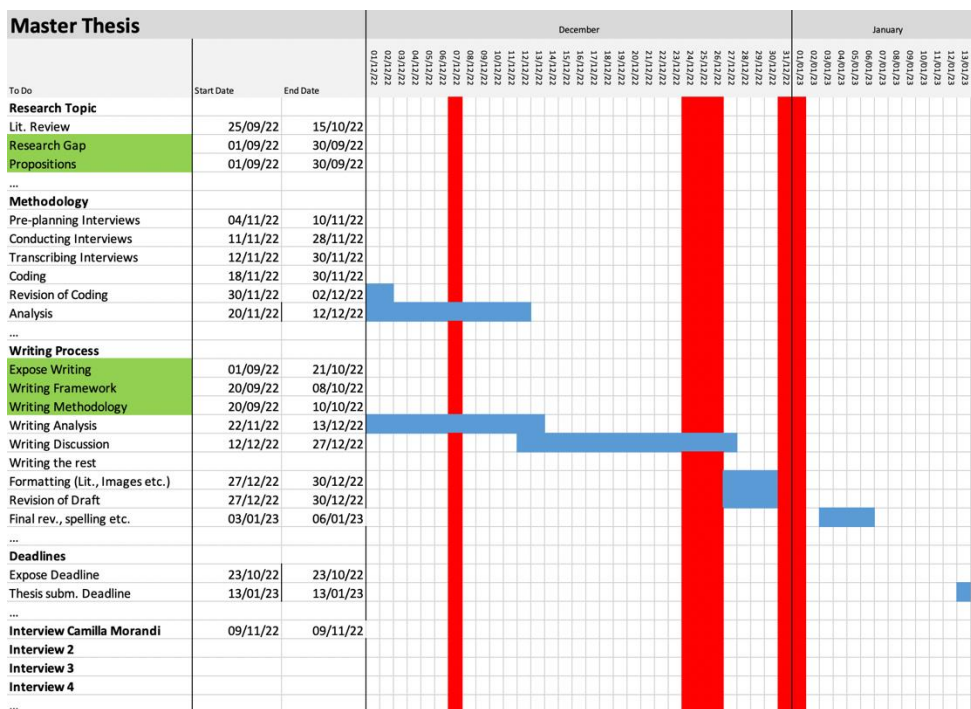 Master Thesis December January
To Do Start Date End Date 01/12/22 02/12/22 03/12/22 04/12/22 05/12/22 06/12/22 07/12/22 08/12/22 09/12/22 10/12/22 11/12/22 12/12/22 13/12/22 14/12/22 15/12/22 16/12/22 17/12/22 18/12/22 19/12/22 20/12/22 21/12/22 22/12/22 23/12/22 24/12/22 25/12/22 26/12/22 27/12/22 28/12/22 29/12/22 30/12/22 31/12/22 01/01/23 02/01/23 03/01/23 04/01/23 05/01/23 06/01/23 07/01/23 08/01/23 09/01/23 10/01/23 11/01/23 12/01/23 13/01/23
Research Topic
Lit. Review 25/09/22 15/10/22
Research Gap 01/09/22 30/09/22
Propositions 01/09/22 30/09/22
...
Methodology
Pre-planning Interviews 04/11/22 10/11/22
Conducting Interviews 11/11/22 28/11/22
Transcribing Interviews 12/11/22 30/11/22
Coding 18/11/22 30/11/22
Revision of Coding 30/11/22 02/12/22
Analysis 20/11/22 12/12/22
...
Writing Process
Expose Writing 01/09/22 21/10/22
Writing Framework 20/09/22 08/10/22
Writing Methodology 20/09/22 10/10/22
Writing Analysis 22/11/22 13/12/22
Writing Discussion 12/12/22 27/12/22
Writing the rest
Formatting (Lit., Images etc.) 27/12/22 30/12/22
Revision of Draft 27/12/22 30/12/22
Final rev., spelling etc. 03/01/23 06/01/23
...
Deadlines
Expose Deadline 23/10/22 23/10/22
Thesis subm. Deadline 13/01/23 13/01/23
...
Interview Camilla Morandi 09/11/22 09/11/22
Interview 2
Interview 3
Interview 4
...